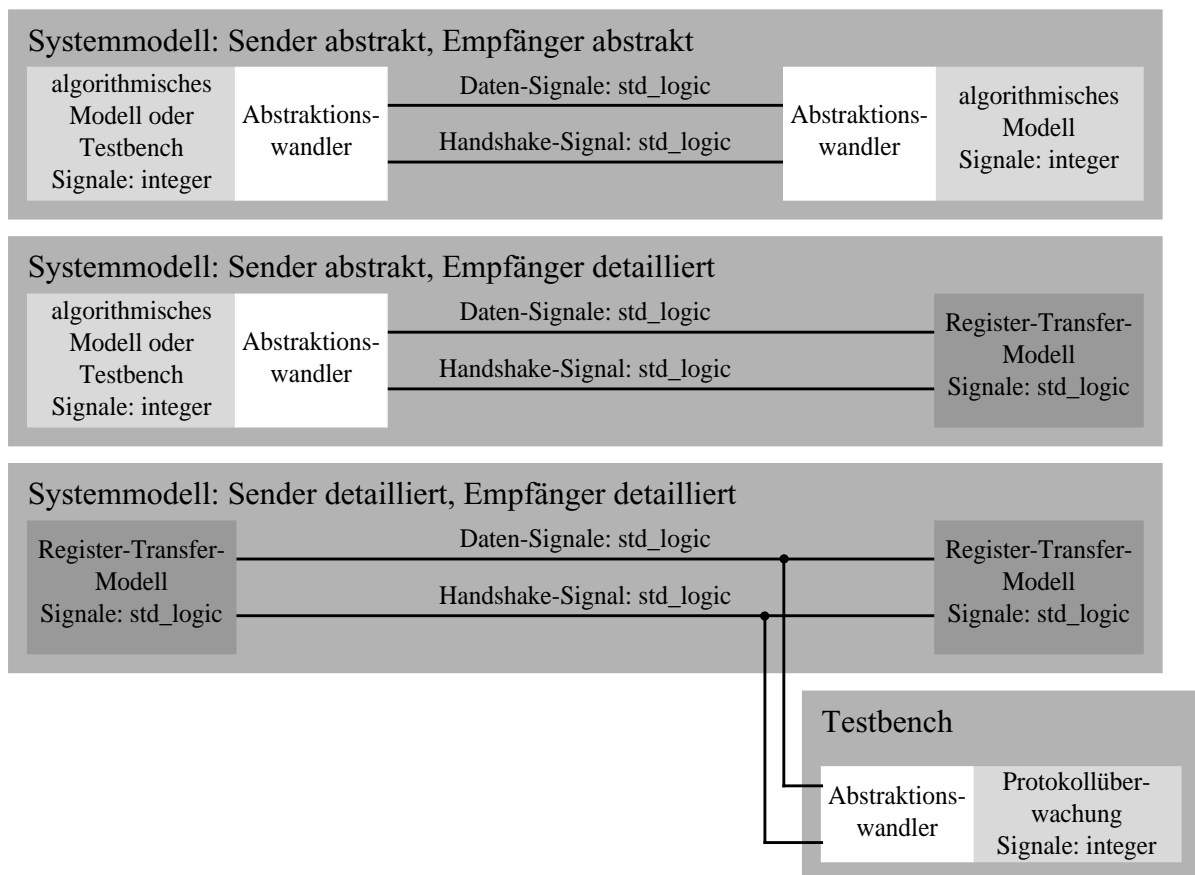 Systemmodell: Sender abstrakt, Empfänger abstrakt
algorithmisches
Modell oder
Testbench
Signale: integer
Abstraktions-
wandler
Daten-Signale: std_logic
Handshake-Signal: std_logic
Abstraktions-
wandler
algorithmisches
Modell
Signale: integer
Systemmodell: Sender abstrakt, Empfänger detailliert
algorithmisches
Modell oder
Testbench
Signale: integer
Abstraktions-
wandler
Daten-Signale: std_logic
Handshake-Signal: std_logic
Register-Transfer-
Modell
Signale: std_logic
Systemmodell: Sender detailliert, Empfänger detailliert
Register-Transfer-
Modell
Signale: std_logic
Daten-Signale: std_logic
Handshake-Signal: std_logic
Register-Transfer-
Modell
Signale: std_logic
Testbench
Abstraktions-
wandler
Protokollüber-
wachung
Signale: integer